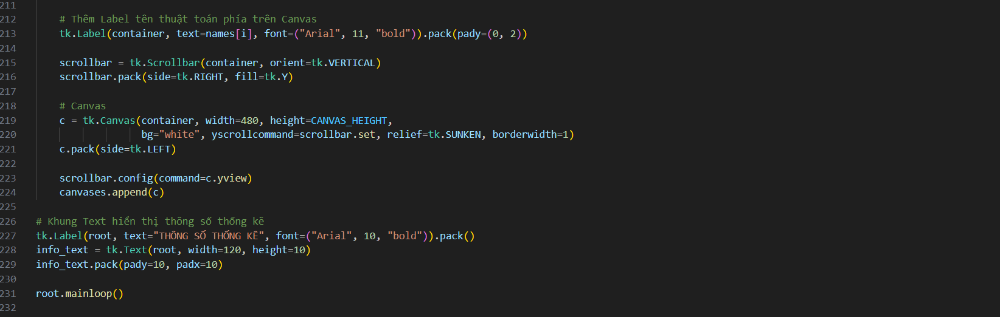 211
212 # Thêm Label tên thuật toán phía trên Canvas
213 tk.Label(container, text=names[i], font=("Arial", 11, "bold")).pack(pady=(0, 2))
214
215 scrollbar = tk.Scrollbar(container, orient=tk.VERTICAL)
216 scrollbar.pack(side=tk.RIGHT, fill=tk.Y)
217
218 # Canvas
219 c = tk.Canvas(container, width=480, height=CANVAS_HEIGHT,
220 bg="white", yscrollcommand=scrollbar.set, relief=tk.SUNKEN, borderwidth=1)
221 c.pack(side=tk.LEFT)
222
223 scrollbar.config(command=c.yview)
224 canvases.append(c)
225
226 # Khung Text hiển thị thông số thống kê
227 tk.Label(root, text="THÔNG SỐ THỐNG KÊ", font=("Arial", 10, "bold")).pack()
228 info_text = tk.Text(root, width=120, height=10)
229 info_text.pack(pady=10, padx=10)
230
231 root.mainloop()
232